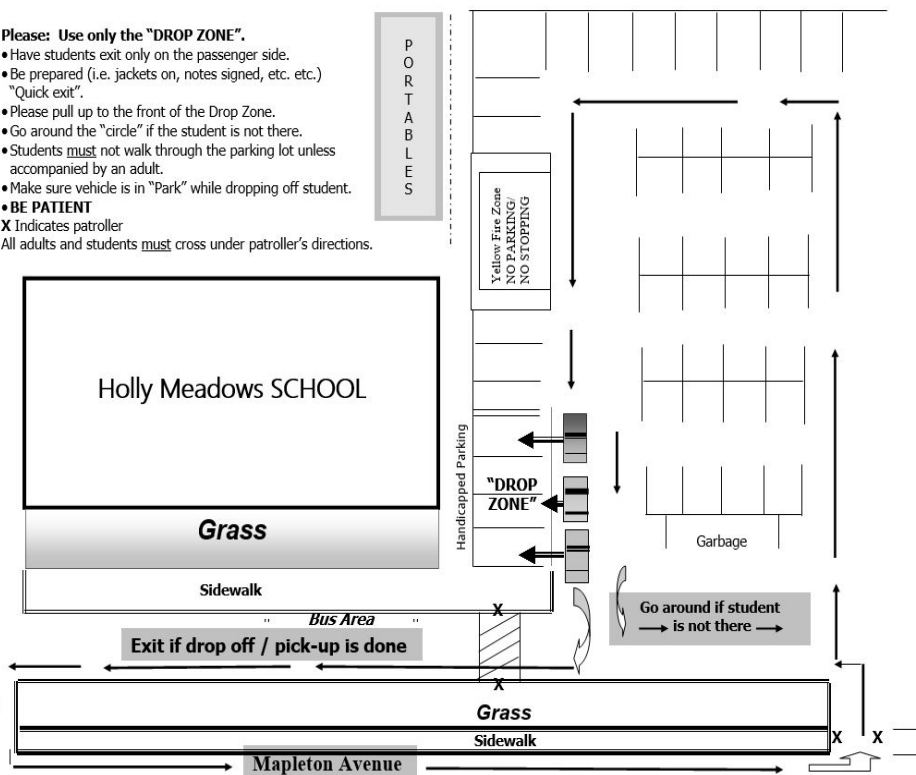 Please: Use only the “DROP ZONE”.
•Have students exit only on the passenger side.
•Be prepared (i.e. jackets on, notes signed, etc. etc.)
“Quick exit”.
•Please pull up to the front of the Drop Zone.
•Go around the “circle” if the student is not there.
•Students must not walk through the parking lot unless
accompanied by an adult.
•Make sure vehicle is in “Park” while dropping off student.
•BE PATIENT
X Indicates patroller
All adults and students must cross under patroller’s directions.
PORTABLES
Yellow Fire Zone
NO PARKING/
NO STOPPING
Holly Meadows SCHOOL
Handicapped Parking
“DROP
ZONE”
Grass
Garbage
Sidewalk
X
Bus Area
Go around if student
is not there
Exit if drop off / pick-up is done
X
Grass
Sidewalk
X X
Mapleton Avenue